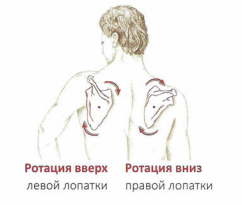 Ротация вверх
левой лопатки
Ротация вниз
правой лопатки